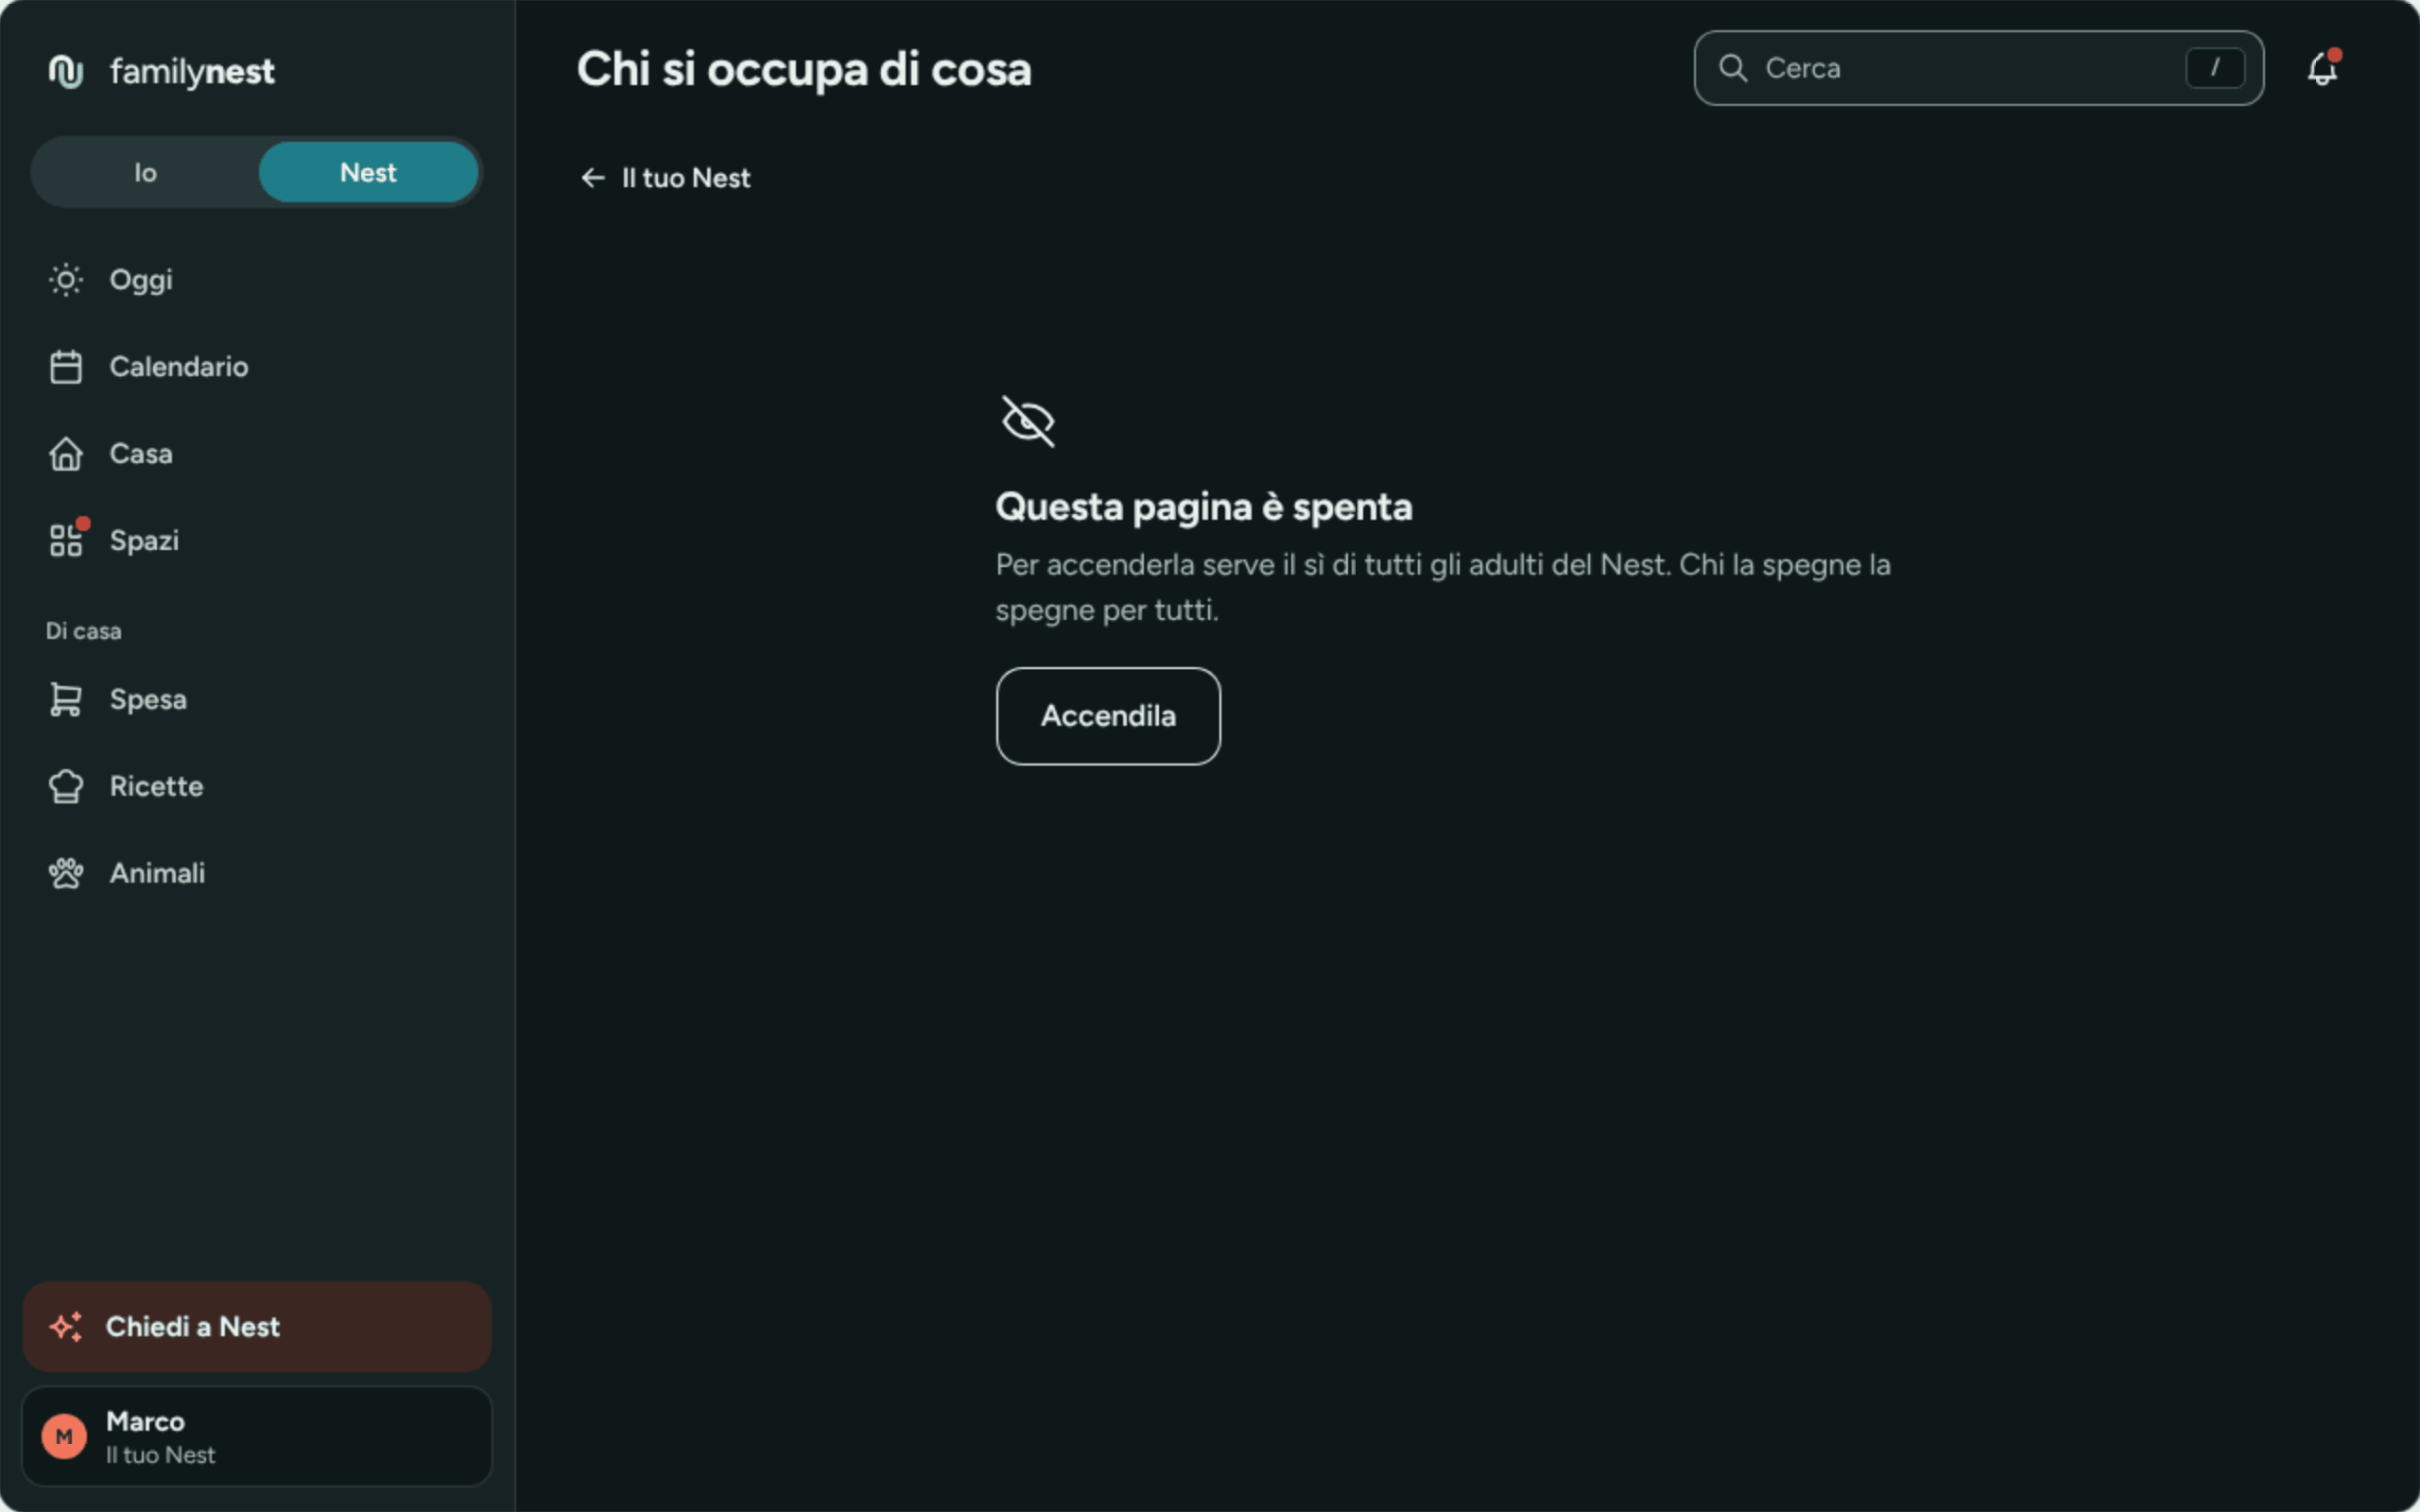 familynest
Io
Nest
Oggi
Calendario
Casa
Spazi
Di casa
Spesa
Ricette
Animali
Chiedi a Nest
M
Marco
Il tuo Nest
Chi si occupa di cosa
Cerca
/
Il tuo Nest
Questa pagina è spenta
Per accenderla serve il sì di tutti gli adulti del Nest. Chi la spegne la
spegne per tutti.
Accendila